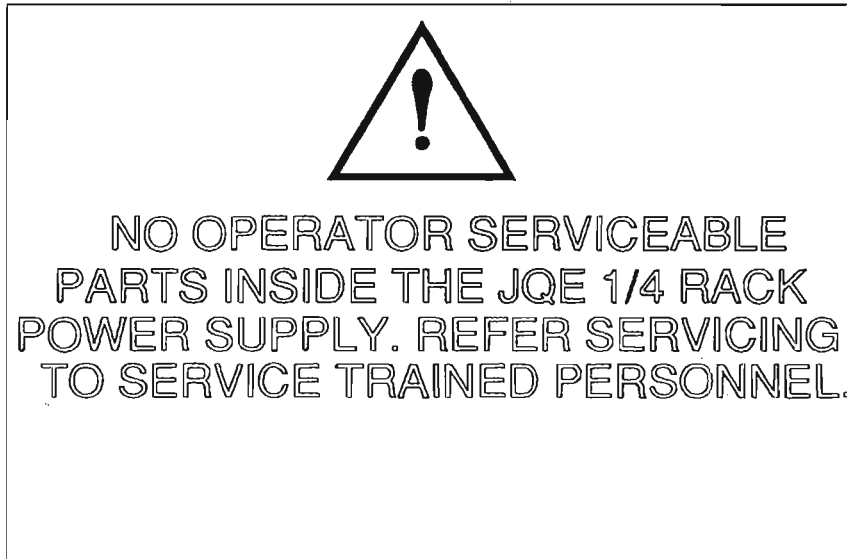 NO OPERATOR SERVICEABLE
PARTS INSIDE THE JQE 1/4 RACK
POWER SUPPLY. REFER SERVICING
TO SERVICE TRAINED PERSONNEL.